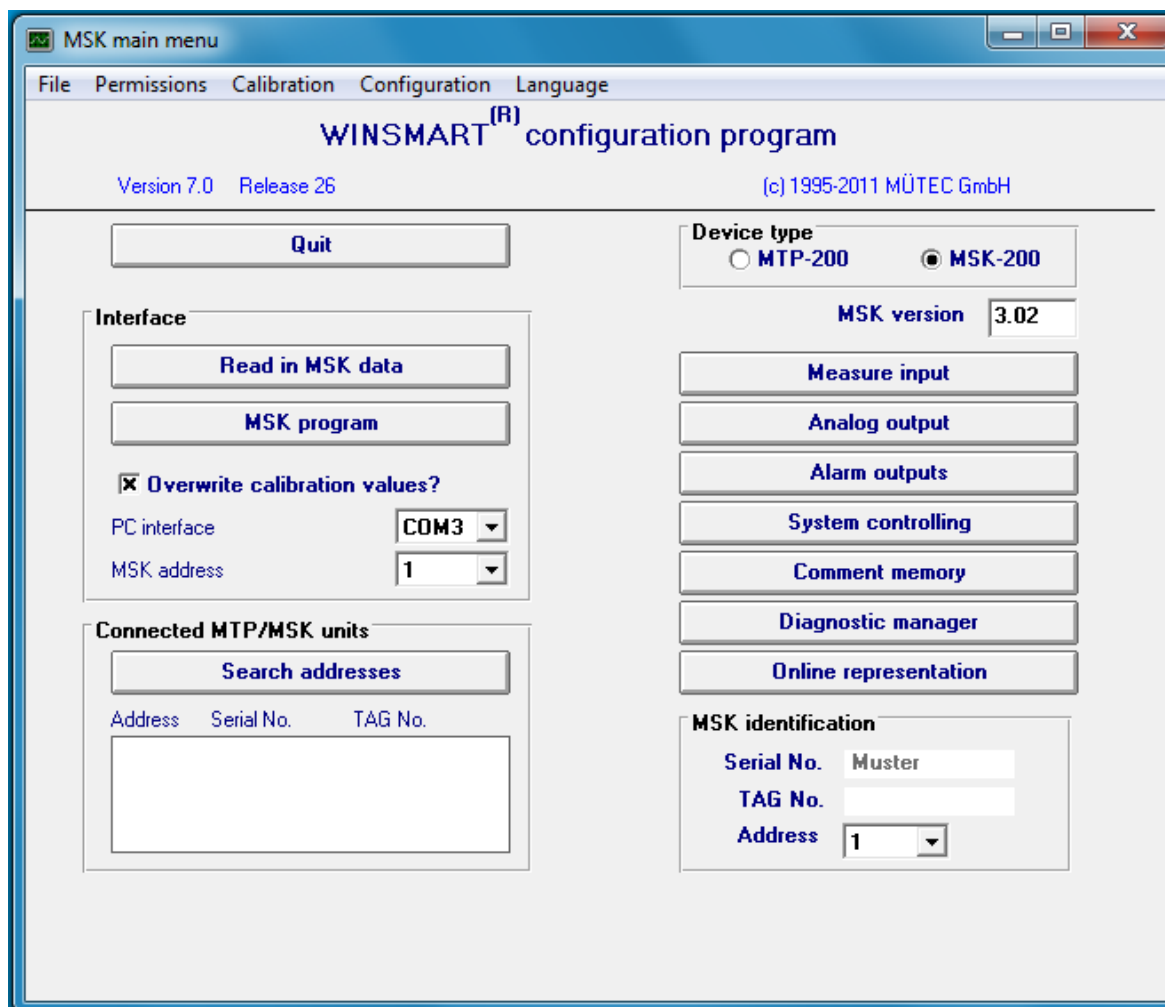 MSK main menu
File Permissions Calibration Configuration Language
WINSMART(R) configuration program
Version 7.0 Release 26
(c) 1995-2011 MÜTEC GmbH
Quit
Interface
Read in MSK data
MSK program
Overwrite calibration values?
PC interface COM3
MSK address 1
Connected MTP/MSK units
Search addresses
Address Serial No. TAG No.
Device type
MTP-200 MSK-200
MSK version 3.02
Measure input
Analog output
Alarm outputs
System controlling
Comment memory
Diagnostic manager
Online representation
MSK identification
Serial No. Muster
TAG No.
Address 1